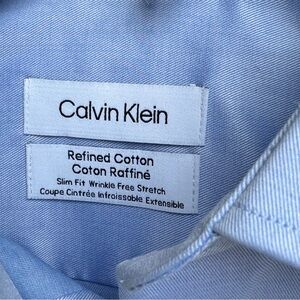 Calvin Klein
Refined Cotton
Coton Raffiné
Slim Fit Wrinkle Free Stretch
Coupe Cintrée Infroissable Extensible